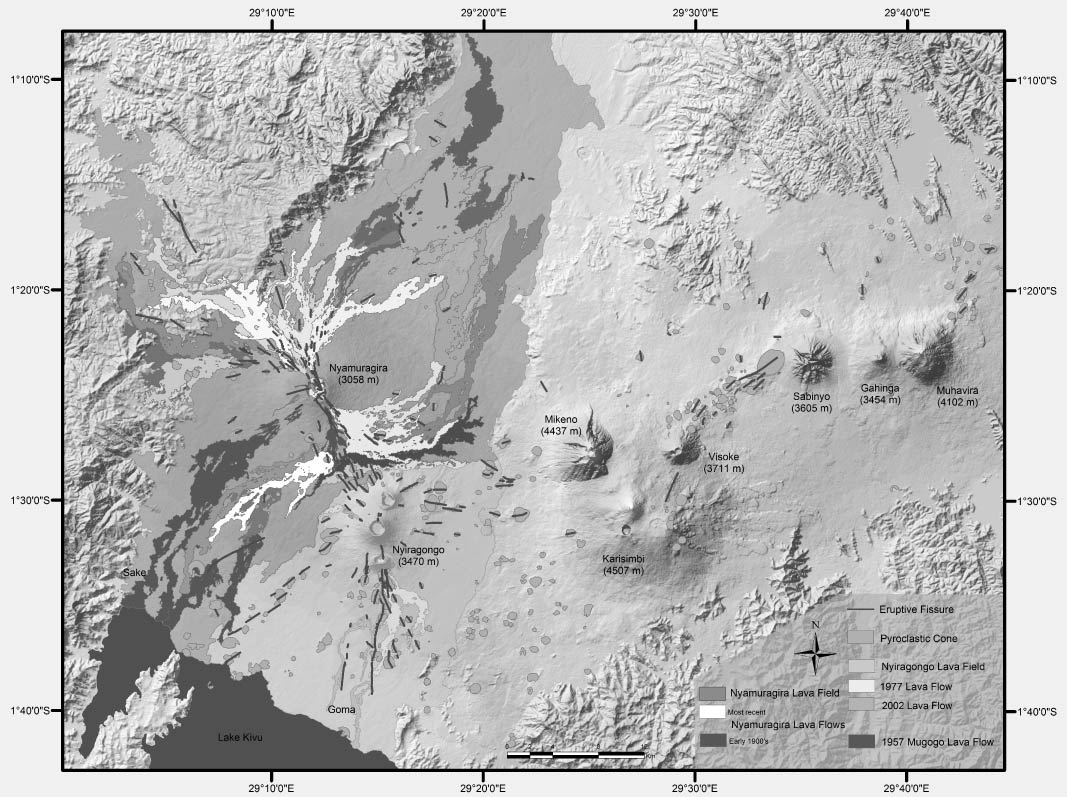 29°10'0"E
29°20'0"E
29°30'0"E
29°40'0"E
1°10'0"S
1°10'0"S
1°20'0"S
1°20'0"S
Nyamuragira
(3058 m)
Sabinyo
(3605 m)
Gahinga
(3454 m)
Muhavira
(4102 m)
Mikeno
(4437 m)
Visoke
(3711 m)
1°30'0"S
1°30'0"S
Nyiragongo
(3470 m)
Karisimbi
(4507 m)
Sake
Goma
Lake Kivu
1°40'0"S
1°40'0"S
N
Eruptive Fissure
Pyroclastic Cone
Nyiragongo Lava Field
1977 Lava Flow
2002 Lava Flow
1957 Mugogo Lava Flow
Nyamuragira Lava Field
Most recent
Nyamuragira Lava Flows
Early 1900's
Km
29°10'0"E
29°20'0"E
29°30'0"E
29°40'0"E